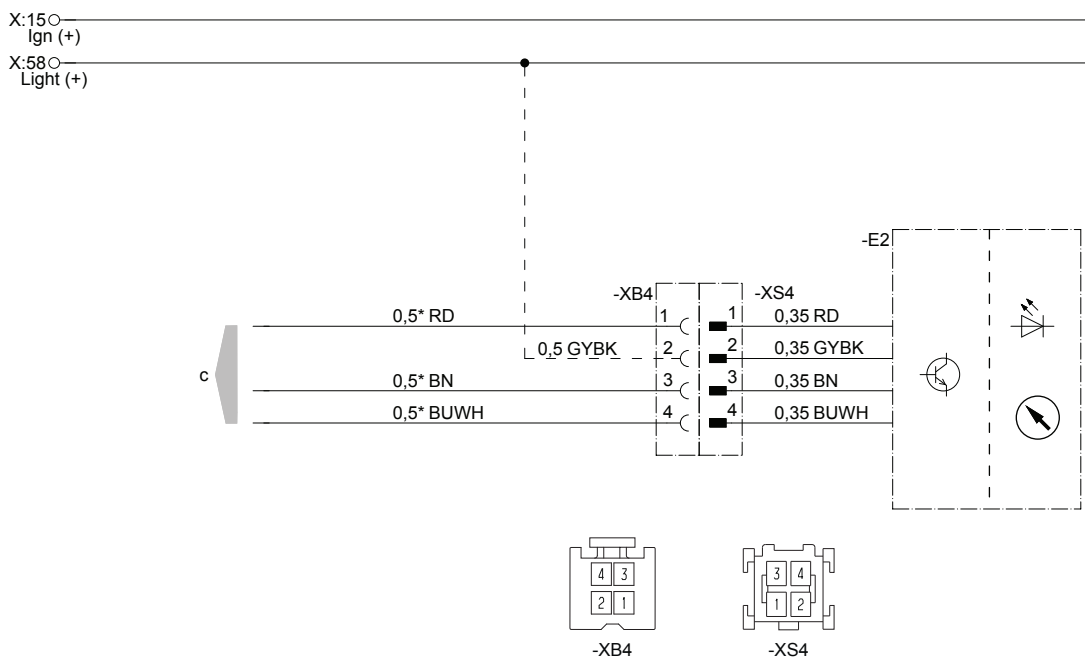 X:15
Ign (+)
X:58
Light (+)
-E2
-XB4
-XS4
0,5* RD
1
1
0,35 RD
0,5 GYBK
2
2
0,35 GYBK
c
0,5* BN
3
3
0,35 BN
0,5* BUWH
4
4
0,35 BUWH
4 3
2 1
3 4
1 2
-XB4
-XS4